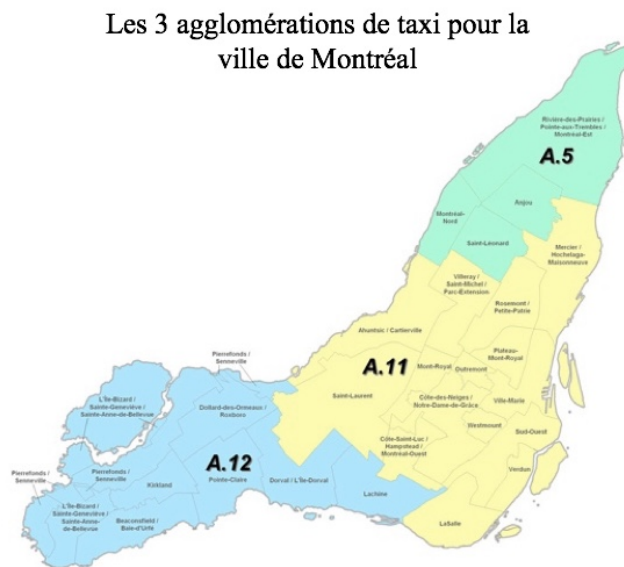 Les 3 agglomérations de taxi pour la
ville de Montréal
Rivière-des-Prairies /
Pointe-aux-Trembles /
Montréal-Est
A.5
Anjou
Montréal-
Nord
Saint-Léonard
Mercier /
Hochelaga-
Maisonneuve
Villeray /
Saint-Michel /
Parc-Extension
Rosemont /
Petite-Patrie
Ahuntsic / Cartierville
Plateau-
Mont-Royal
Pierrefonds /
Senneville
A.11
Mont-Royal
Outremont
Saint-Laurent
L'Île-Bizard /
Sainte-Geneviève /
Sainte-Anne-de-Bellevue
Dollard-des-Ormeaux /
Roxboro
Côte-des-Neiges /
Notre-Dame-de-Grâce
Ville-Marie
Westmount
Sud-Ouest
Côte-Saint-Luc /
Hampstead /
Montréal-Ouest
A.12
Verdun
Pierrefonds /
Senneville
Pierrefonds /
Senneville
Kirkland
Pointe-Claire
Dorval / L'Île-Dorval
Lachine
L'Île-Bizard /
Sainte-Geneviève /
Sainte-Anne-
de-Bellevue
Beaconsfield /
Baie-d'Urfé
LaSalle